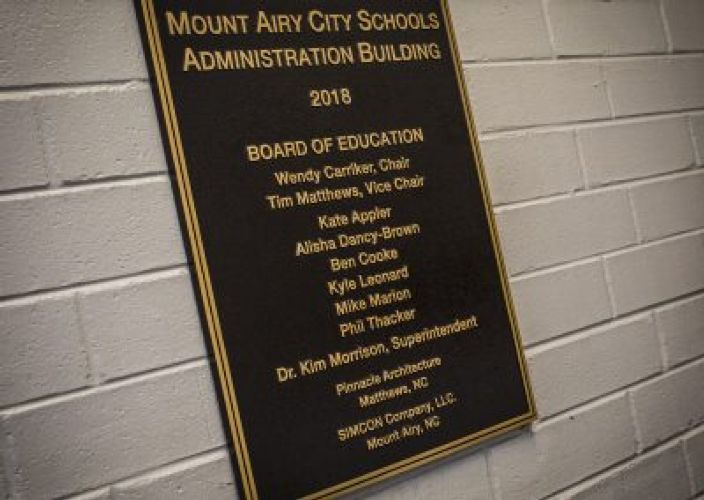 MOUNT AIRY CITY SCHOOLS
ADMINISTRATION BUILDING
2018
BOARD OF EDUCATION
Wendy Carriker, Chair
Tim Matthews, Vice Chair
Kate Appler
Alisha Dancy-Brown
Ben Cooke
Kyle Leonard
Mike Marion
Phil Thacker
Dr. Kim Morrison, Superintendent
Pinnacle Architecture
Matthews, NC
SIMCON Company, LLC.
Mount Airy, NC